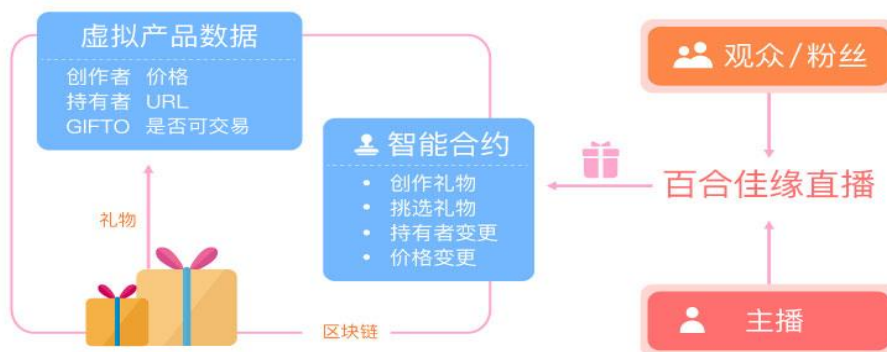 虚拟产品数据
创作者 价格
持有者 URL
GIFTO 是否可交易
礼物
智能合约
• 创作礼物
• 挑选礼物
• 持有者变更
• 价格变更
区块链
观众/粉丝
百合佳缘直播
主播